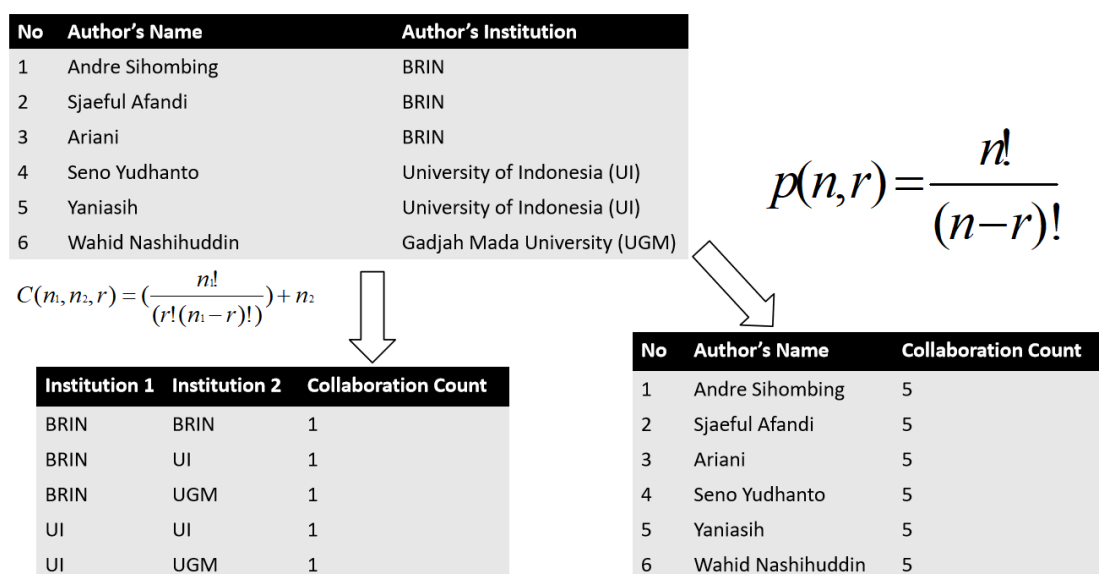 No Author's Name Author's Institution
1 Andre Sihombing BRIN
2 Sjaeful Afandi BRIN
3 Ariani BRIN
4 Seno Yudhanto University of Indonesia (UI)
5 Yaniasih University of Indonesia (UI)
6 Wahid Nashihuddin Gadjah Mada University (UGM)
p(n,r)=n!/(n−r)!
C(n₁,n₂,r)=(n₁!/(r!(n₁−r)!))+n₂
Institution 1 Institution 2 Collaboration Count
BRIN BRIN 1
BRIN UI 1
BRIN UGM 1
UI UI 1
UI UGM 1
No Author's Name Collaboration Count
1 Andre Sihombing 5
2 Sjaeful Afandi 5
3 Ariani 5
4 Seno Yudhanto 5
5 Yaniasih 5
6 Wahid Nashihuddin 5